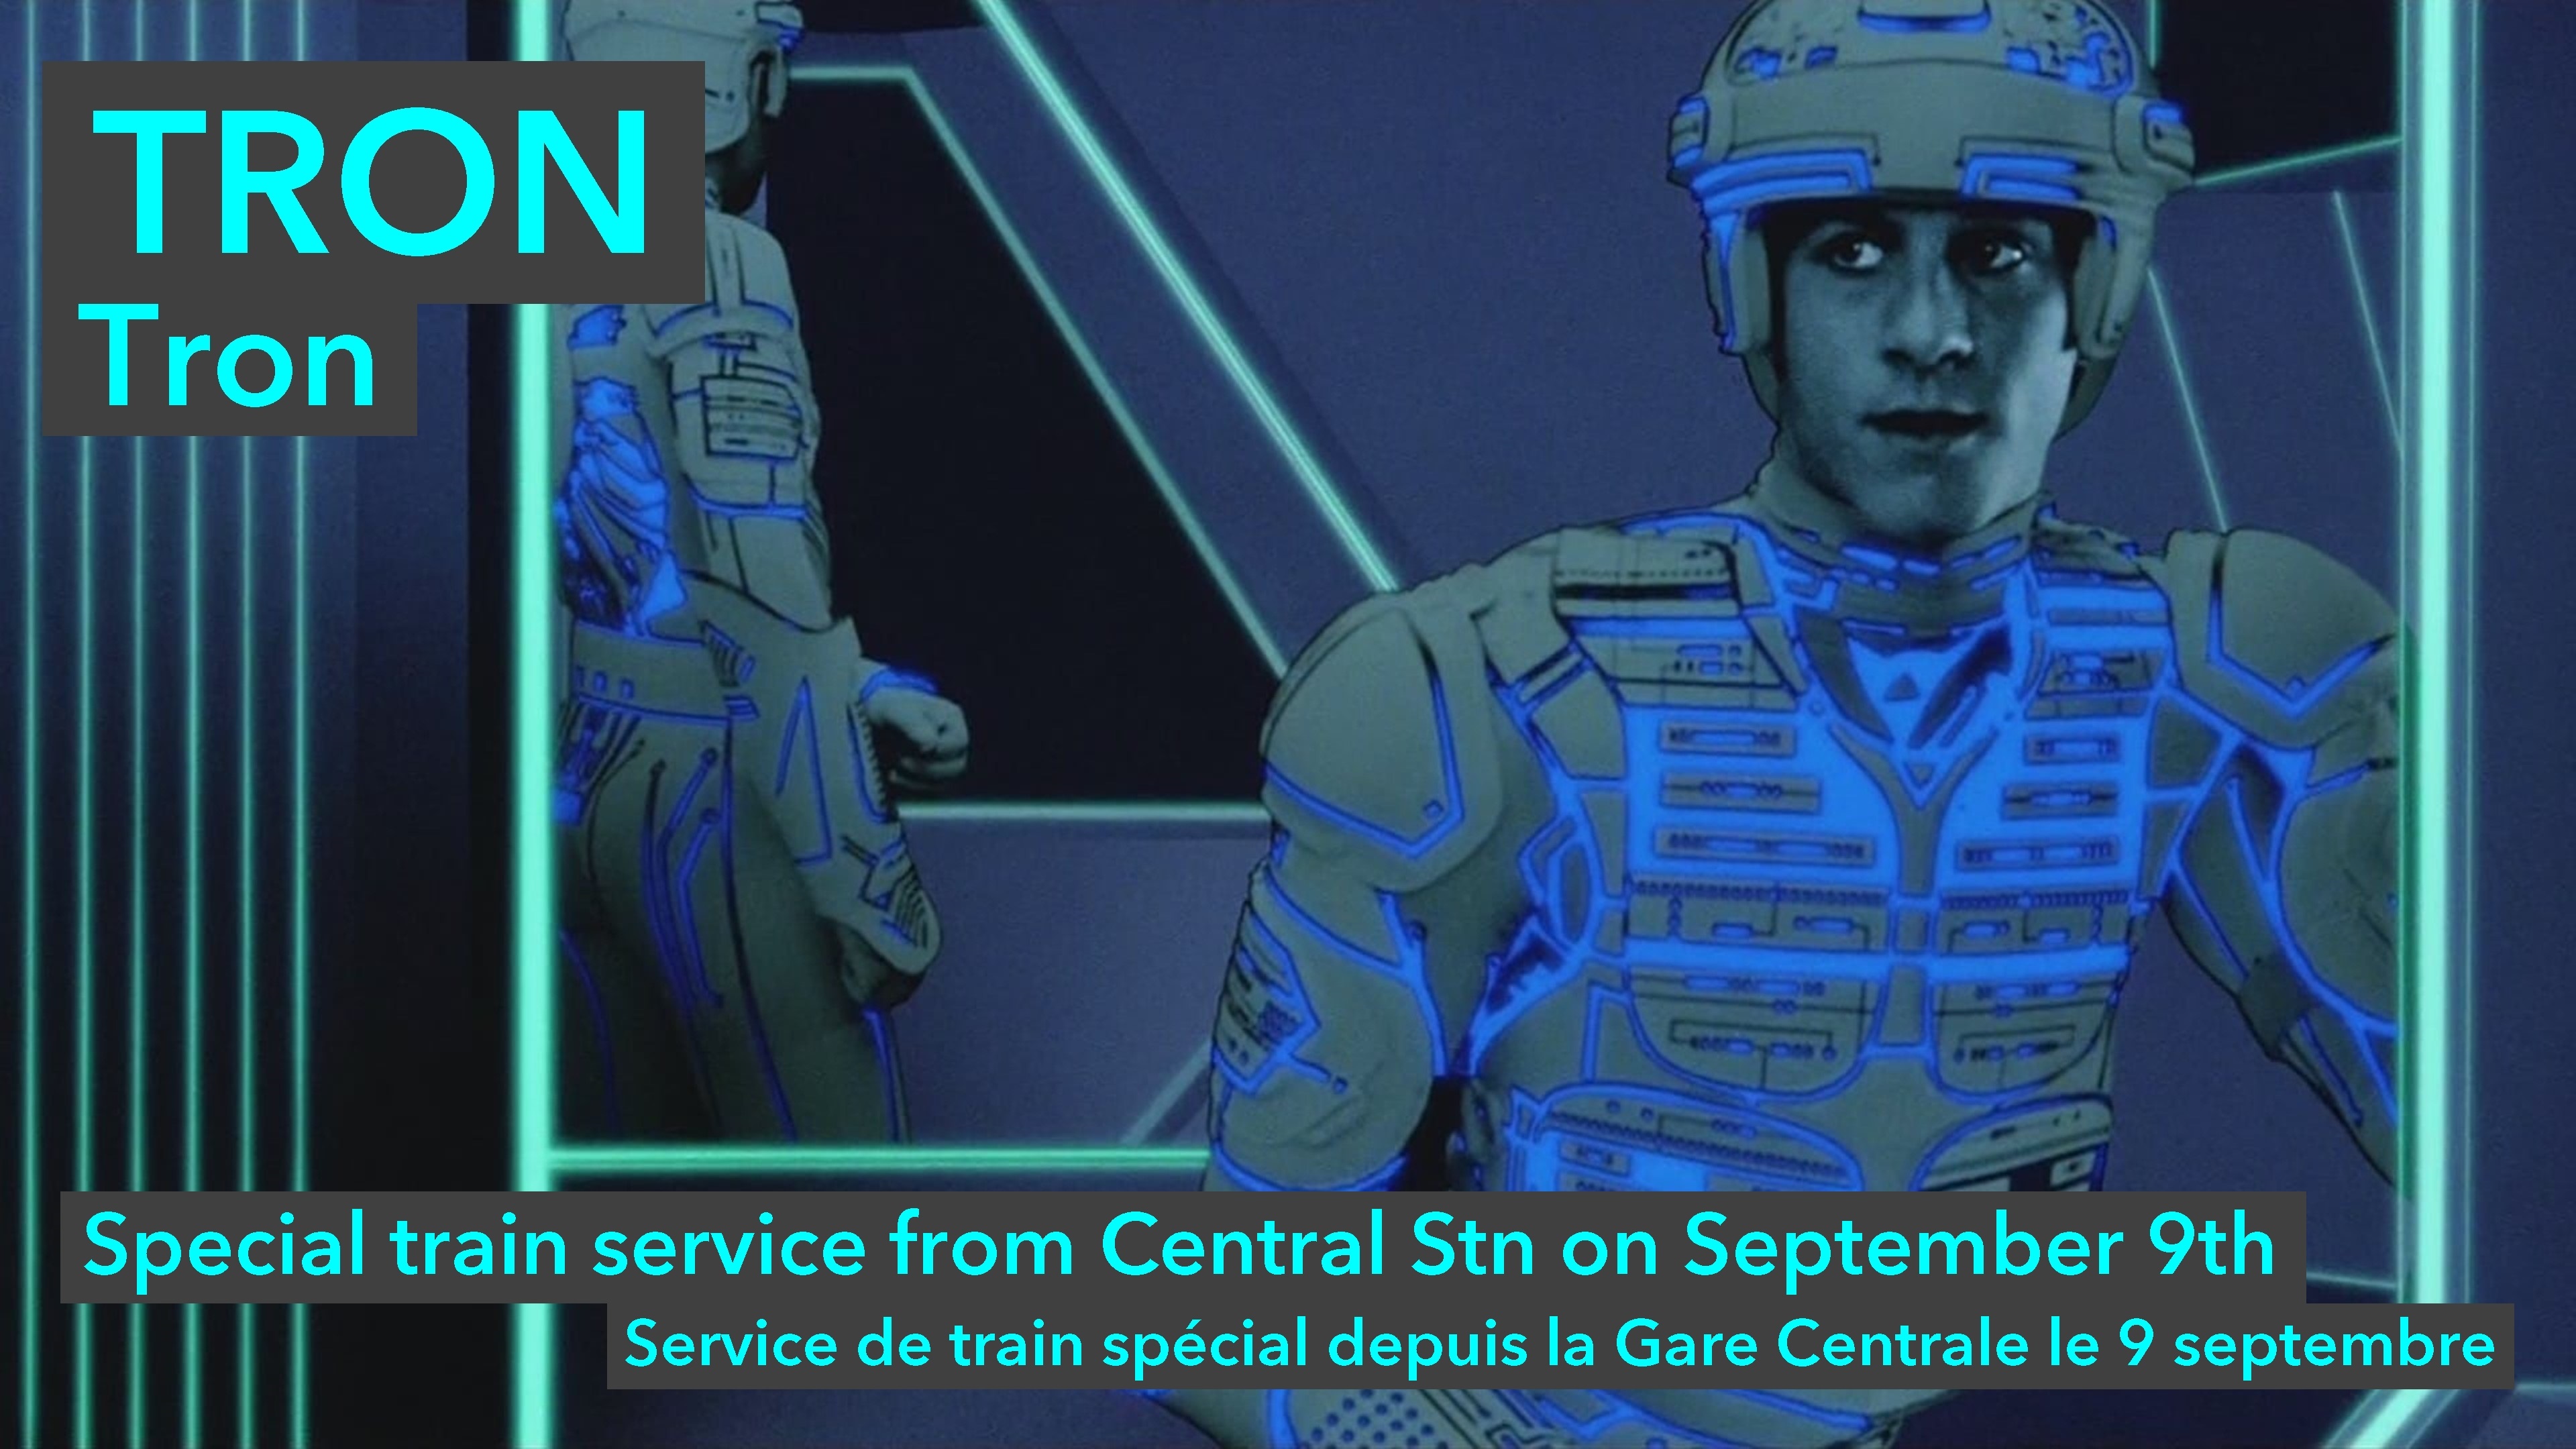 TRON
Tron
Special train service from Central Stn on September 9th
Service de train spécial depuis la Gare Centrale le 9 septembre